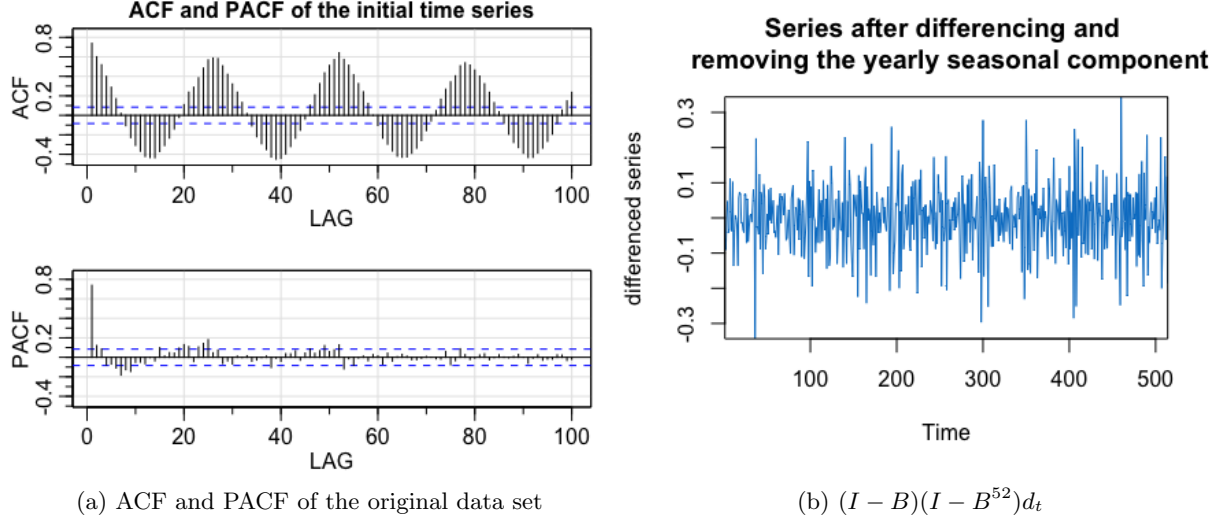 ACF and PACF of the initial time series
0.8
0.2
-0.4
ACF
0 20 40 60 80 100
LAG
0.8
0.2
-0.4
PACF
0 20 40 60 80 100
LAG
(a) ACF and PACF of the original data set
Series after differencing and
removing the yearly seasonal component
0.3
0.1
-0.1
-0.3
differenced series
100 200 300 400 500
Time
(b) (I − B)(I − B^{52})d_t